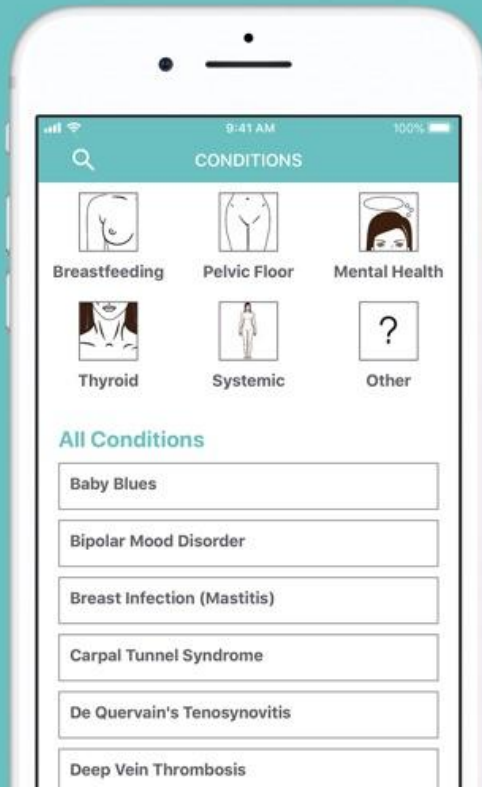 9:41 AM 100%
CONDITIONS
Breastfeeding Pelvic Floor Mental Health
?
Thyroid Systemic Other
All Conditions
Baby Blues
Bipolar Mood Disorder
Breast Infection (Mastitis)
Carpal Tunnel Syndrome
De Quervain's Tenosynovitis
Deep Vein Thrombosis